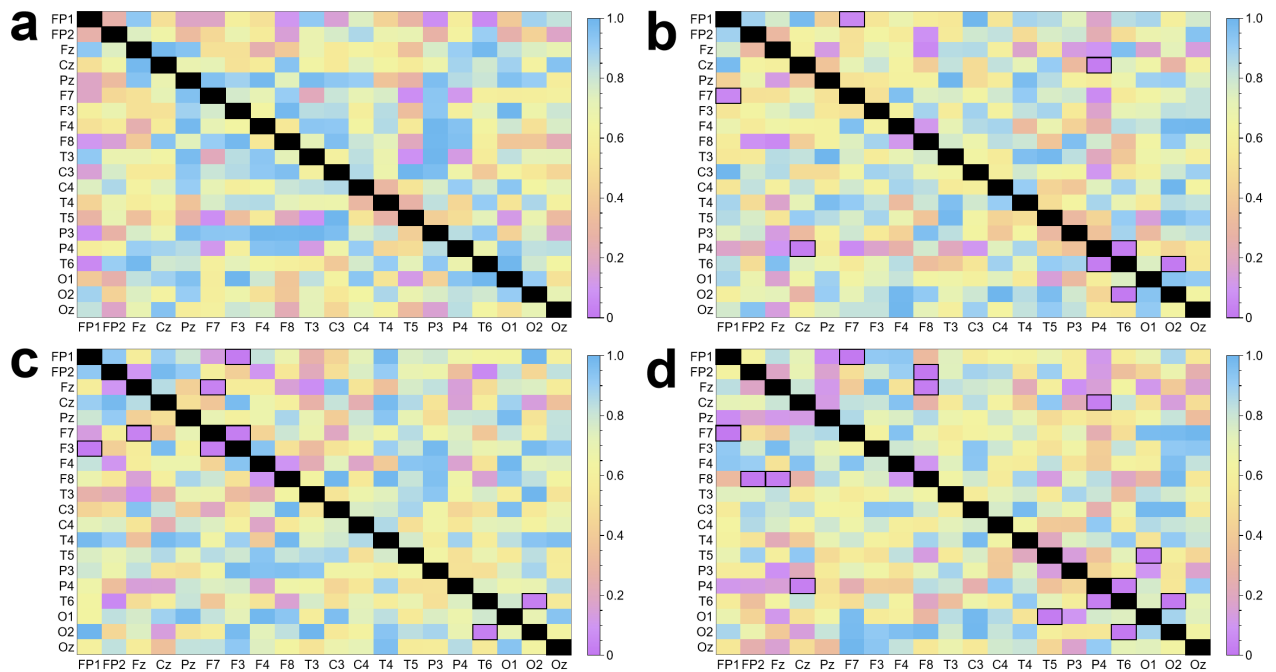 a
FP1
FP2
Fz
Cz
Pz
F7
F3
F4
F8
T3
C3
C4
T4
T5
P3
P4
T6
O1
O2
Oz
FP1 FP2 Fz Cz Pz F7 F3 F4 F8 T3 C3 C4 T4 T5 P3 P4 T6 O1 O2 Oz
1.0
0.8
0.6
0.4
0.2
0
b
FP1
FP2
Fz
Cz
Pz
F7
F3
F4
F8
T3
C3
C4
T4
T5
P3
P4
T6
O1
O2
Oz
FP1 FP2 Fz Cz Pz F7 F3 F4 F8 T3 C3 C4 T4 T5 P3 P4 T6 O1 O2 Oz
1.0
0.8
0.6
0.4
0.2
0
c
FP1
FP2
Fz
Cz
Pz
F7
F3
F4
F8
T3
C3
C4
T4
T5
P3
P4
T6
O1
O2
Oz
FP1 FP2 Fz Cz Pz F7 F3 F4 F8 T3 C3 C4 T4 T5 P3 P4 T6 O1 O2 Oz
1.0
0.8
0.6
0.4
0.2
0
d
FP1
FP2
Fz
Cz
Pz
F7
F3
F4
F8
T3
C3
C4
T4
T5
P3
P4
T6
O1
O2
Oz
FP1 FP2 Fz Cz Pz F7 F3 F4 F8 T3 C3 C4 T4 T5 P3 P4 T6 O1 O2 Oz
1.0
0.8
0.6
0.4
0.2
0